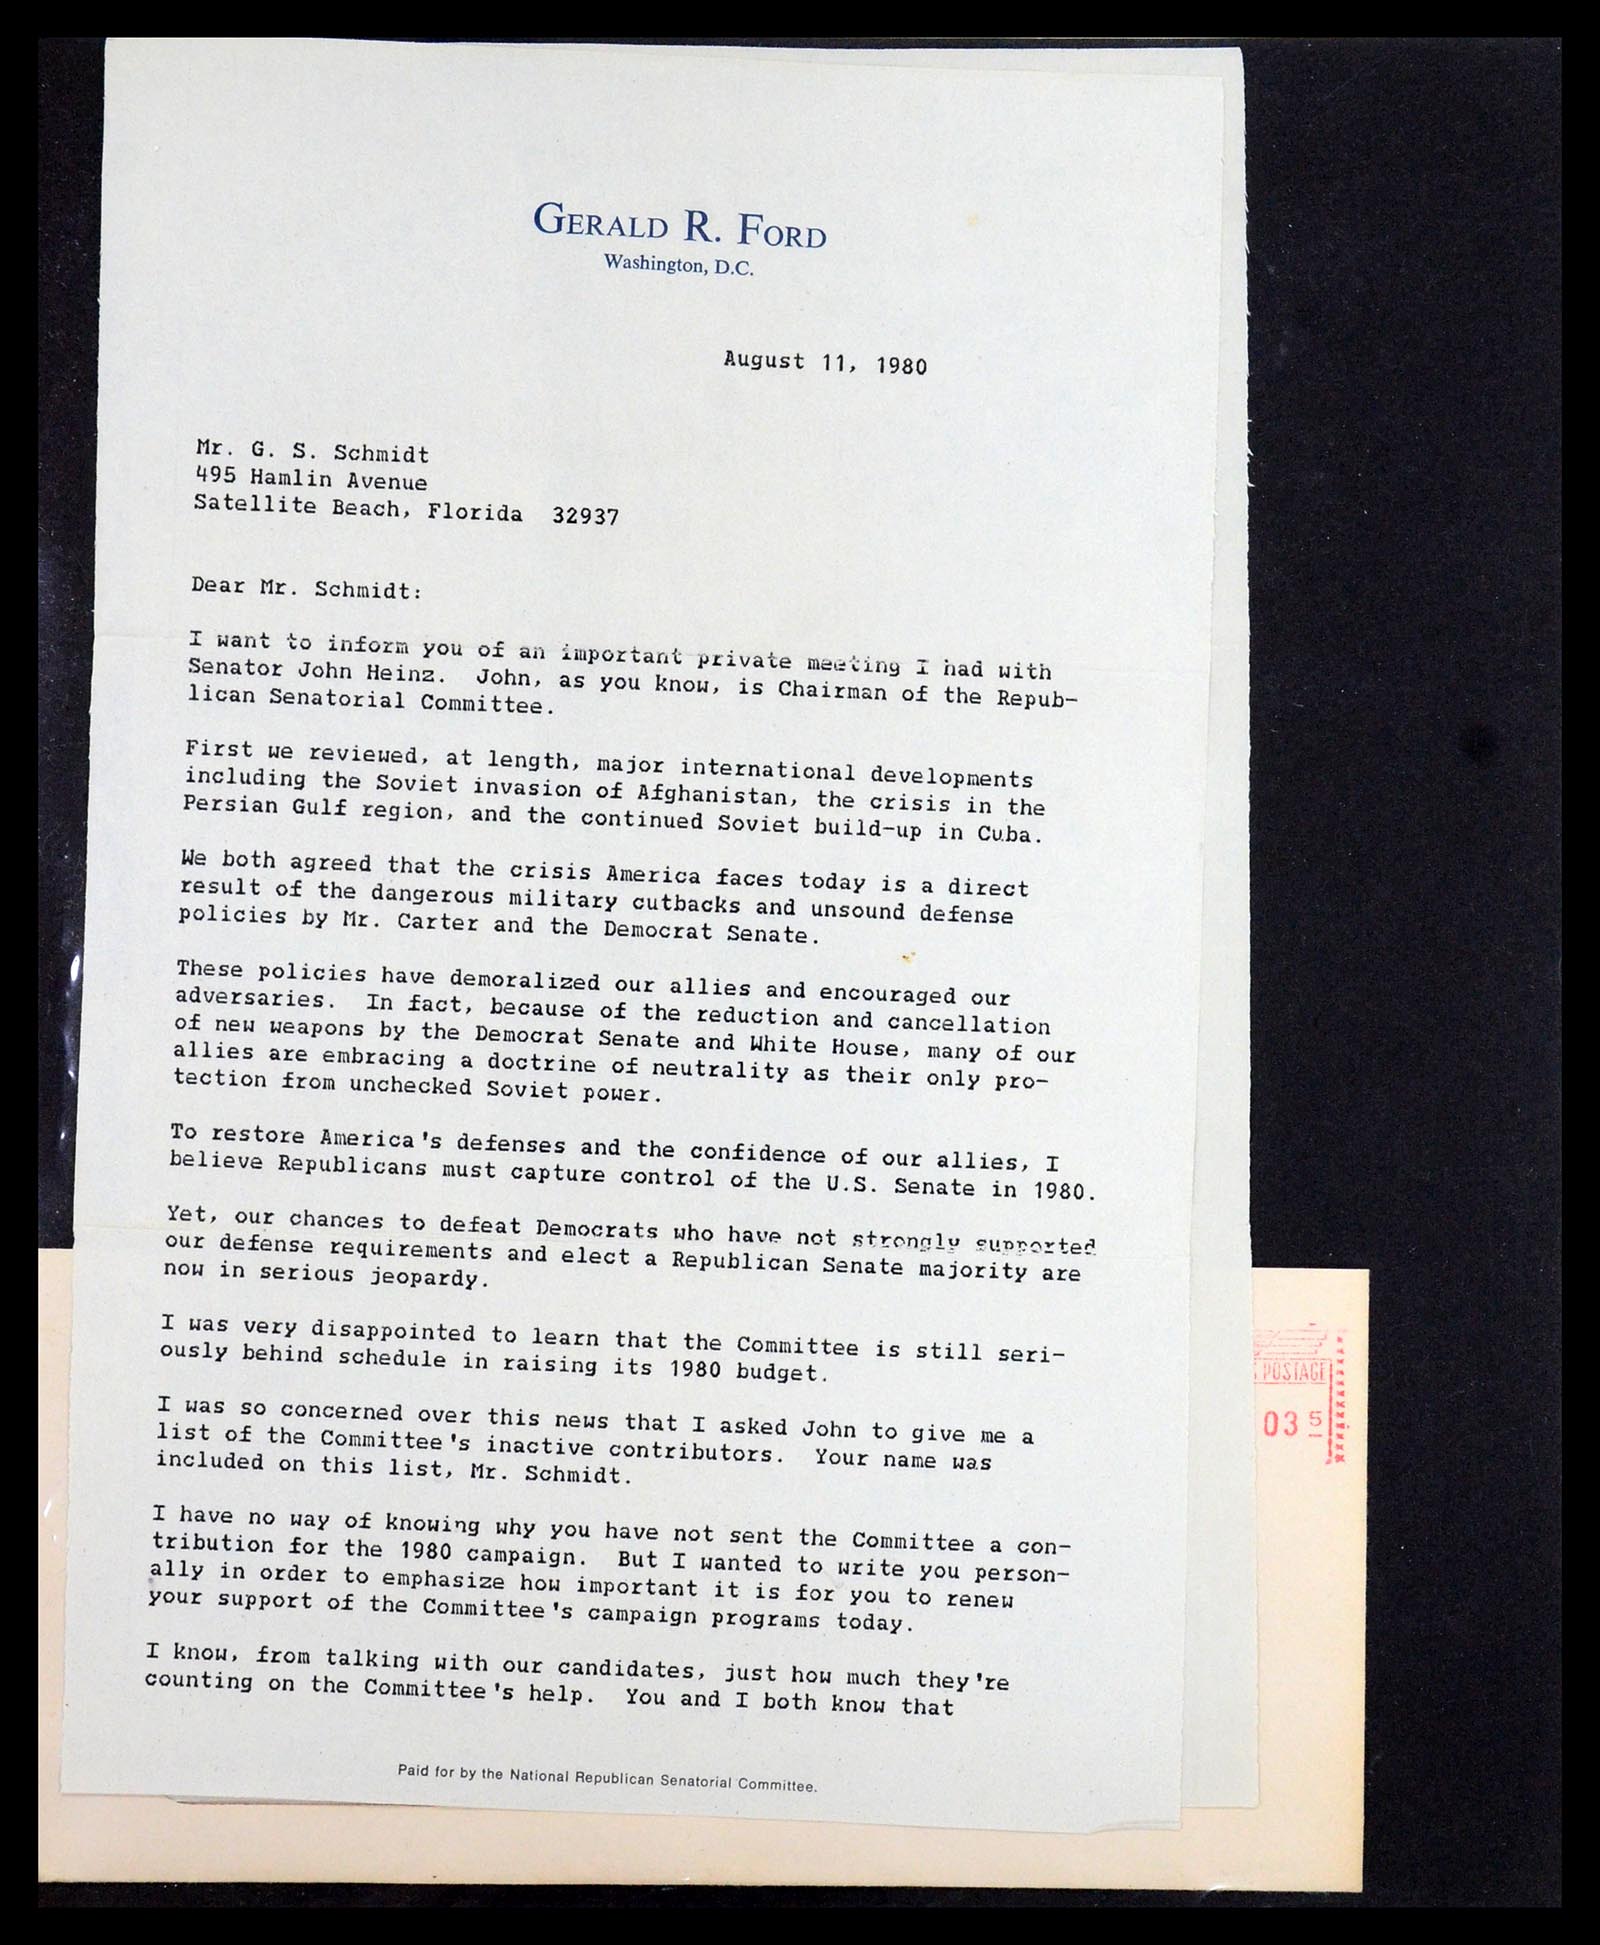 GERALD R. FORD
Washington, D.C.
August 11, 1980
Mr. G. S. Schmidt
495 Hamlin Avenue
Satellite Beach, Florida  32937
Dear Mr. Schmidt:
I want to inform you of an important private meeting I had with
Senator John Heinz.  John, as you know, is Chairman of the Repub-
lican Senatorial Committee.
First we reviewed, at length, major international developments
including the Soviet invasion of Afghanistan, the crisis in the
Persian Gulf region, and the continued Soviet build-up in Cuba.
We both agreed that the crisis America faces today is a direct
result of the dangerous military cutbacks and unsound defense
policies by Mr. Carter and the Democrat Senate.
These policies have demoralized our allies and encouraged our
adversaries.  In fact, because of the reduction and cancellation
of new weapons by the Democrat Senate and White House, many of our
allies are embracing a doctrine of neutrality as their only pro-
tection from unchecked Soviet power.
To restore America's defenses and the confidence of our allies, I
believe Republicans must capture control of the U.S. Senate in 1980.
Yet, our chances to defeat Democrats who have not strongly supported
our defense requirements and elect a Republican Senate majority are
now in serious jeopardy.
I was very disappointed to learn that the Committee is still seri-
ously behind schedule in raising its 1980 budget.
I was so concerned over this news that I asked John to give me a
list of the Committee's inactive contributors.  Your name was
included on this list, Mr. Schmidt.
I have no way of knowing why you have not sent the Committee a con-
tribution for the 1980 campaign.  But I wanted to write you person-
ally in order to emphasize how important it is for you to renew
your support of the Committee's campaign programs today.
I know, from talking with our candidates, just how much they're
counting on the Committee's help.  You and I both know that
Paid for by the National Republican Senatorial Committee.
POSTAGE
03 5